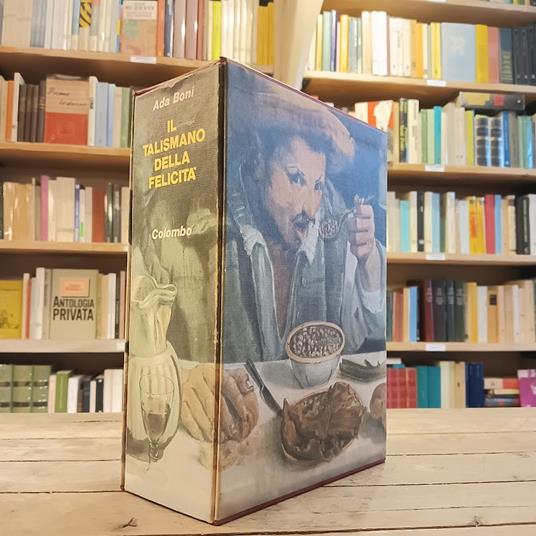 Ada Boni
IL
TALISMANO
DELLA
FELICITÀ
Colombo
ANTOLOGIA
PRIVATA